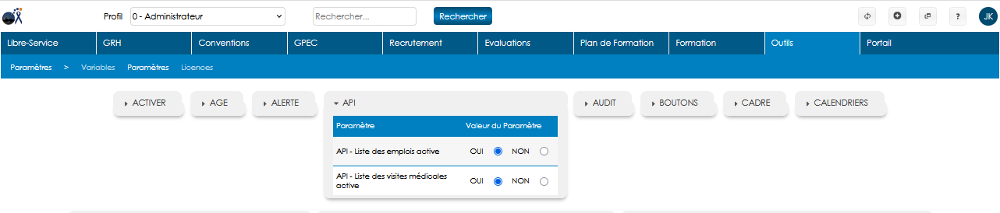 Profil 0 - Administrateur Rechercher... Rechercher ? JK
Libre-Service GRH Conventions GPEC Recrutement Evaluations Plan de Formation Formation Outils Portail
Paramètres > Variables Paramètres Licences
ACTIVER AGE ALERTE API AUDIT BOUTONS CADRE CALENDRIERS
Paramètre Valeur du Paramètre
API - Liste des emplois active OUI NON
API - Liste des visites médicales
active OUI NON